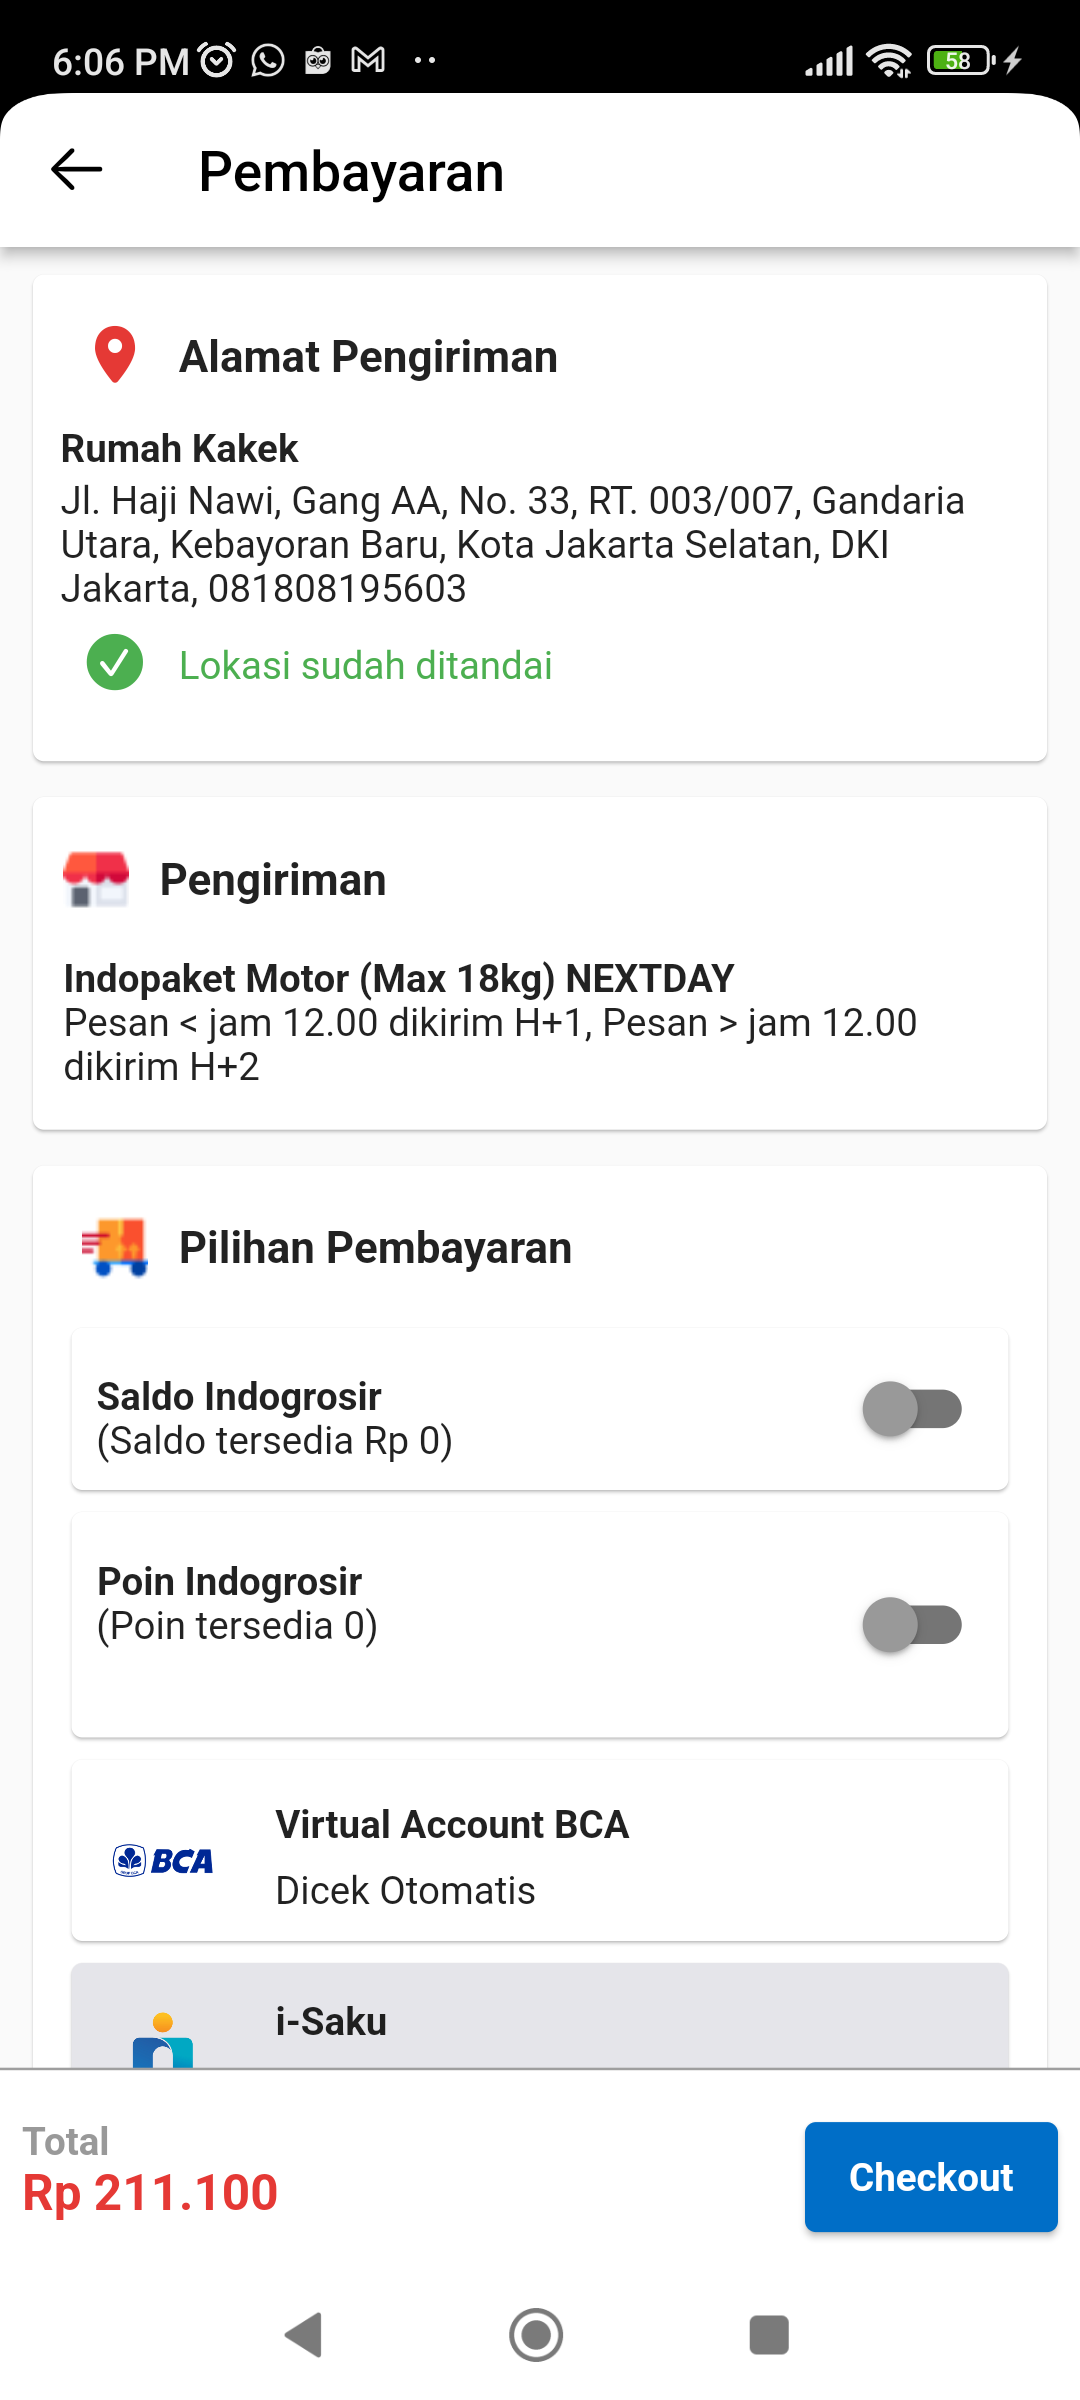 6:06 PM
58
Pembayaran
Alamat Pengiriman
Rumah Kakek
Jl. Haji Nawi, Gang AA, No. 33, RT. 003/007, Gandaria
Utara, Kebayoran Baru, Kota Jakarta Selatan, DKI
Jakarta, 081808195603
Lokasi sudah ditandai
Pengiriman
Indopaket Motor (Max 18kg) NEXTDAY
Pesan < jam 12.00 dikirim H+1, Pesan > jam 12.00
dikirim H+2
Pilihan Pembayaran
Saldo Indogrosir
(Saldo tersedia Rp 0)
Poin Indogrosir
(Poin tersedia 0)
BCA
Virtual Account BCA
Dicek Otomatis
i-Saku
Total
Rp 211.100
Checkout